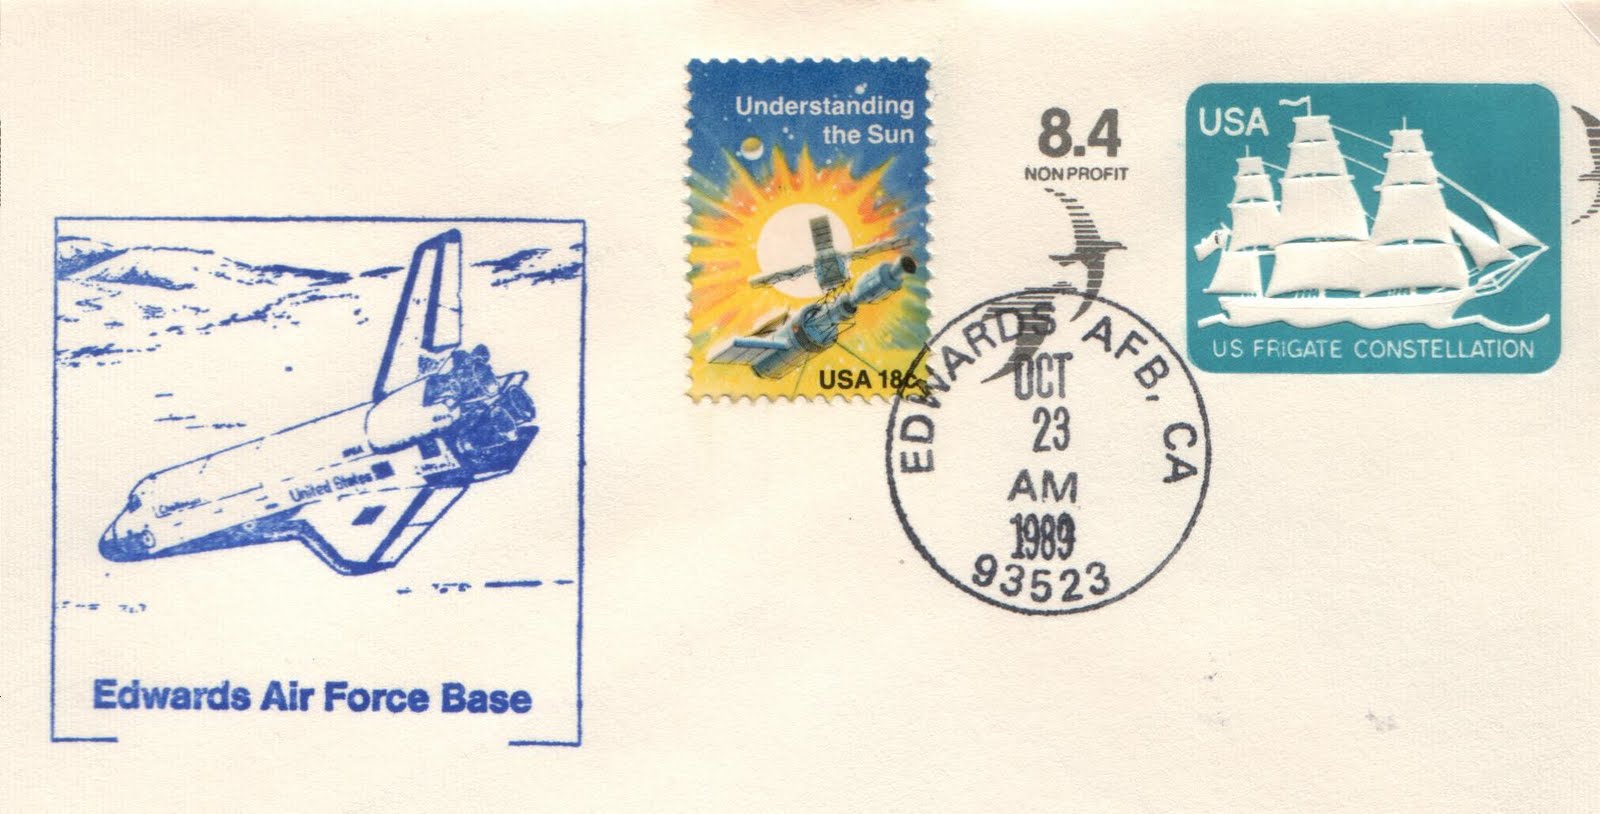 Understanding
the Sun
USA 18c
8.4
NONPROFIT
USA
US FRIGATE CONSTELLATION
EDWARDS AFB, CA
OCT
23
AM
1989
93523
United States
Edwards Air Force Base